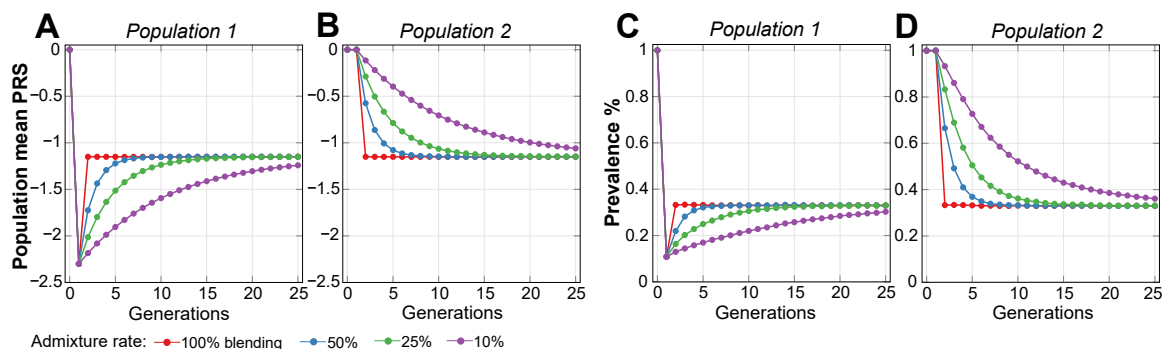 A
Population 1
Population mean PRS
0
−0.5
−1
−1.5
−2
−2.5
0 5 10 15 20 25
Generations
B
Population 2
0
−0.5
−1
−1.5
−2
−2.5
0 5 10 15 20 25
Generations
C
Population 1
Prevalence %
1
0.8
0.6
0.4
0.2
0
0 5 10 15 20 25
Generations
D
Population 2
1
0.8
0.6
0.4
0.2
0
0 5 10 15 20 25
Generations
Admixture rate: 100% blending 50% 25% 10%